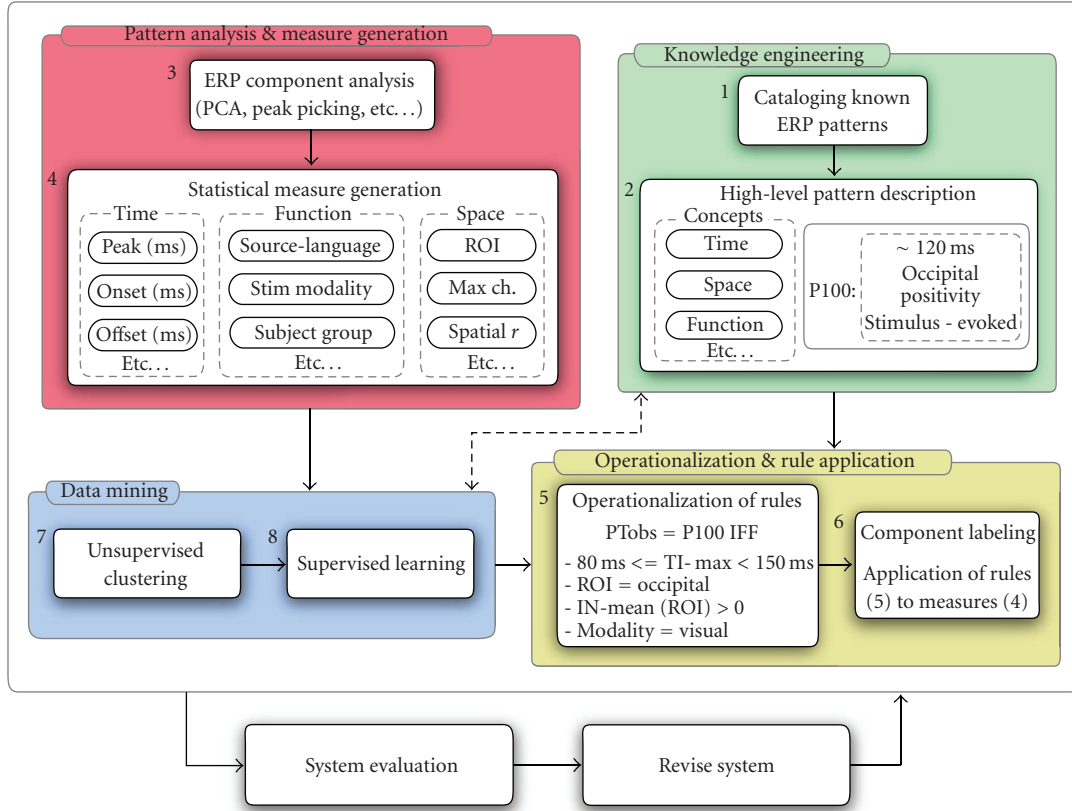 Pattern analysis & measure generation
3
ERP component analysis
(PCA, peak picking, etc. . . )
4
Statistical measure generation
Time
Peak (ms)
Onset (ms)
Offset (ms)
Etc. . .
Function
Source-language
Stim modality
Subject group
Etc. . .
Space
ROI
Max ch.
Spatial r
Etc. . .
Knowledge engineering
1
Cataloging known
ERP patterns
2
High-level pattern description
Concepts
Time
Space
Function
Etc. . .
P100:
∼ 120 ms
Occipital
positivity
Stimulus - evoked
Data mining
7
Unsupervised
clustering
8
Supervised learning
Operationalization & rule application
5
Operationalization of rules
PTobs = P100 IFF
- 80 ms <= TI- max < 150 ms
- ROI = occipital
- IN-mean (ROI) > 0
- Modality = visual
6
Component labeling
Application of rules
(5) to measures (4)
System evaluation
Revise system